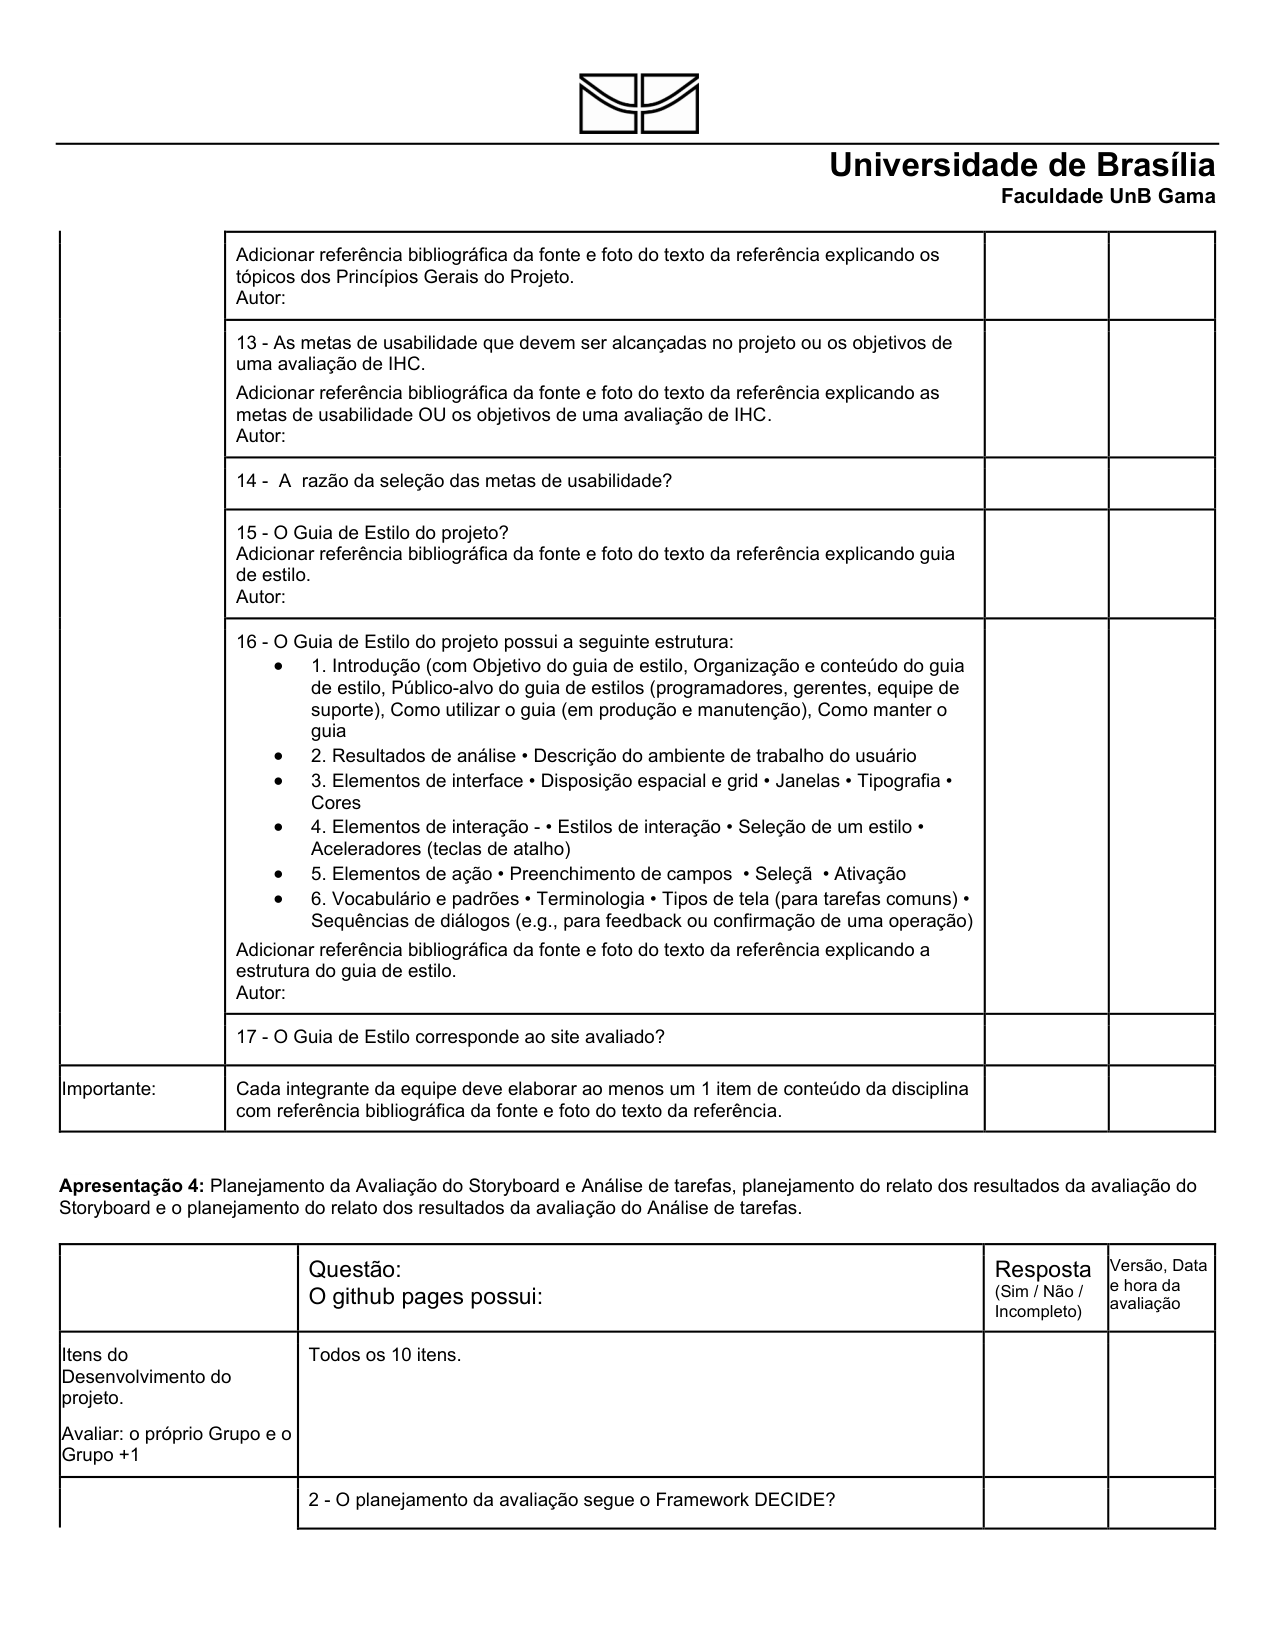 Universidade de Brasília
Faculdade UnB Gama
Adicionar referência bibliográfica da fonte e foto do texto da referência explicando os
tópicos dos Princípios Gerais do Projeto.
Autor:
13 - As metas de usabilidade que devem ser alcançadas no projeto ou os objetivos de
uma avaliação de IHC.
Adicionar referência bibliográfica da fonte e foto do texto da referência explicando as
metas de usabilidade OU os objetivos de uma avaliação de IHC.
Autor:
14 - A razão da seleção das metas de usabilidade?
15 - O Guia de Estilo do projeto?
Adicionar referência bibliográfica da fonte e foto do texto da referência explicando guia
de estilo.
Autor:
16 - O Guia de Estilo do projeto possui a seguinte estrutura:
● 1. Introdução (com Objetivo do guia de estilo, Organização e conteúdo do guia
de estilo, Público-alvo do guia de estilos (programadores, gerentes, equipe de
suporte), Como utilizar o guia (em produção e manutenção), Como manter o
guia
● 2. Resultados de análise • Descrição do ambiente de trabalho do usuário
● 3. Elementos de interface • Disposição espacial e grid • Janelas • Tipografia •
Cores
● 4. Elementos de interação - • Estilos de interação • Seleção de um estilo •
Aceleradores (teclas de atalho)
● 5. Elementos de ação • Preenchimento de campos • Seleçã • Ativação
● 6. Vocabulário e padrões • Terminologia • Tipos de tela (para tarefas comuns) •
Sequências de diálogos (e.g., para feedback ou confirmação de uma operação)
Adicionar referência bibliográfica da fonte e foto do texto da referência explicando a
estrutura do guia de estilo.
Autor:
17 - O Guia de Estilo corresponde ao site avaliado?
Importante:
Cada integrante da equipe deve elaborar ao menos um 1 item de conteúdo da disciplina
com referência bibliográfica da fonte e foto do texto da referência.
Apresentação 4: Planejamento da Avaliação do Storyboard e Análise de tarefas, planejamento do relato dos resultados da avaliação do
Storyboard e o planejamento do relato dos resultados da avaliação do Análise de tarefas.
Questão:
O github pages possui:
Resposta
(Sim / Não /
Incompleto)
Versão, Data
e hora da
avaliação
Itens do
Desenvolvimento do
projeto.
Avaliar: o próprio Grupo e o
Grupo +1
Todos os 10 itens.
2 - O planejamento da avaliação segue o Framework DECIDE?